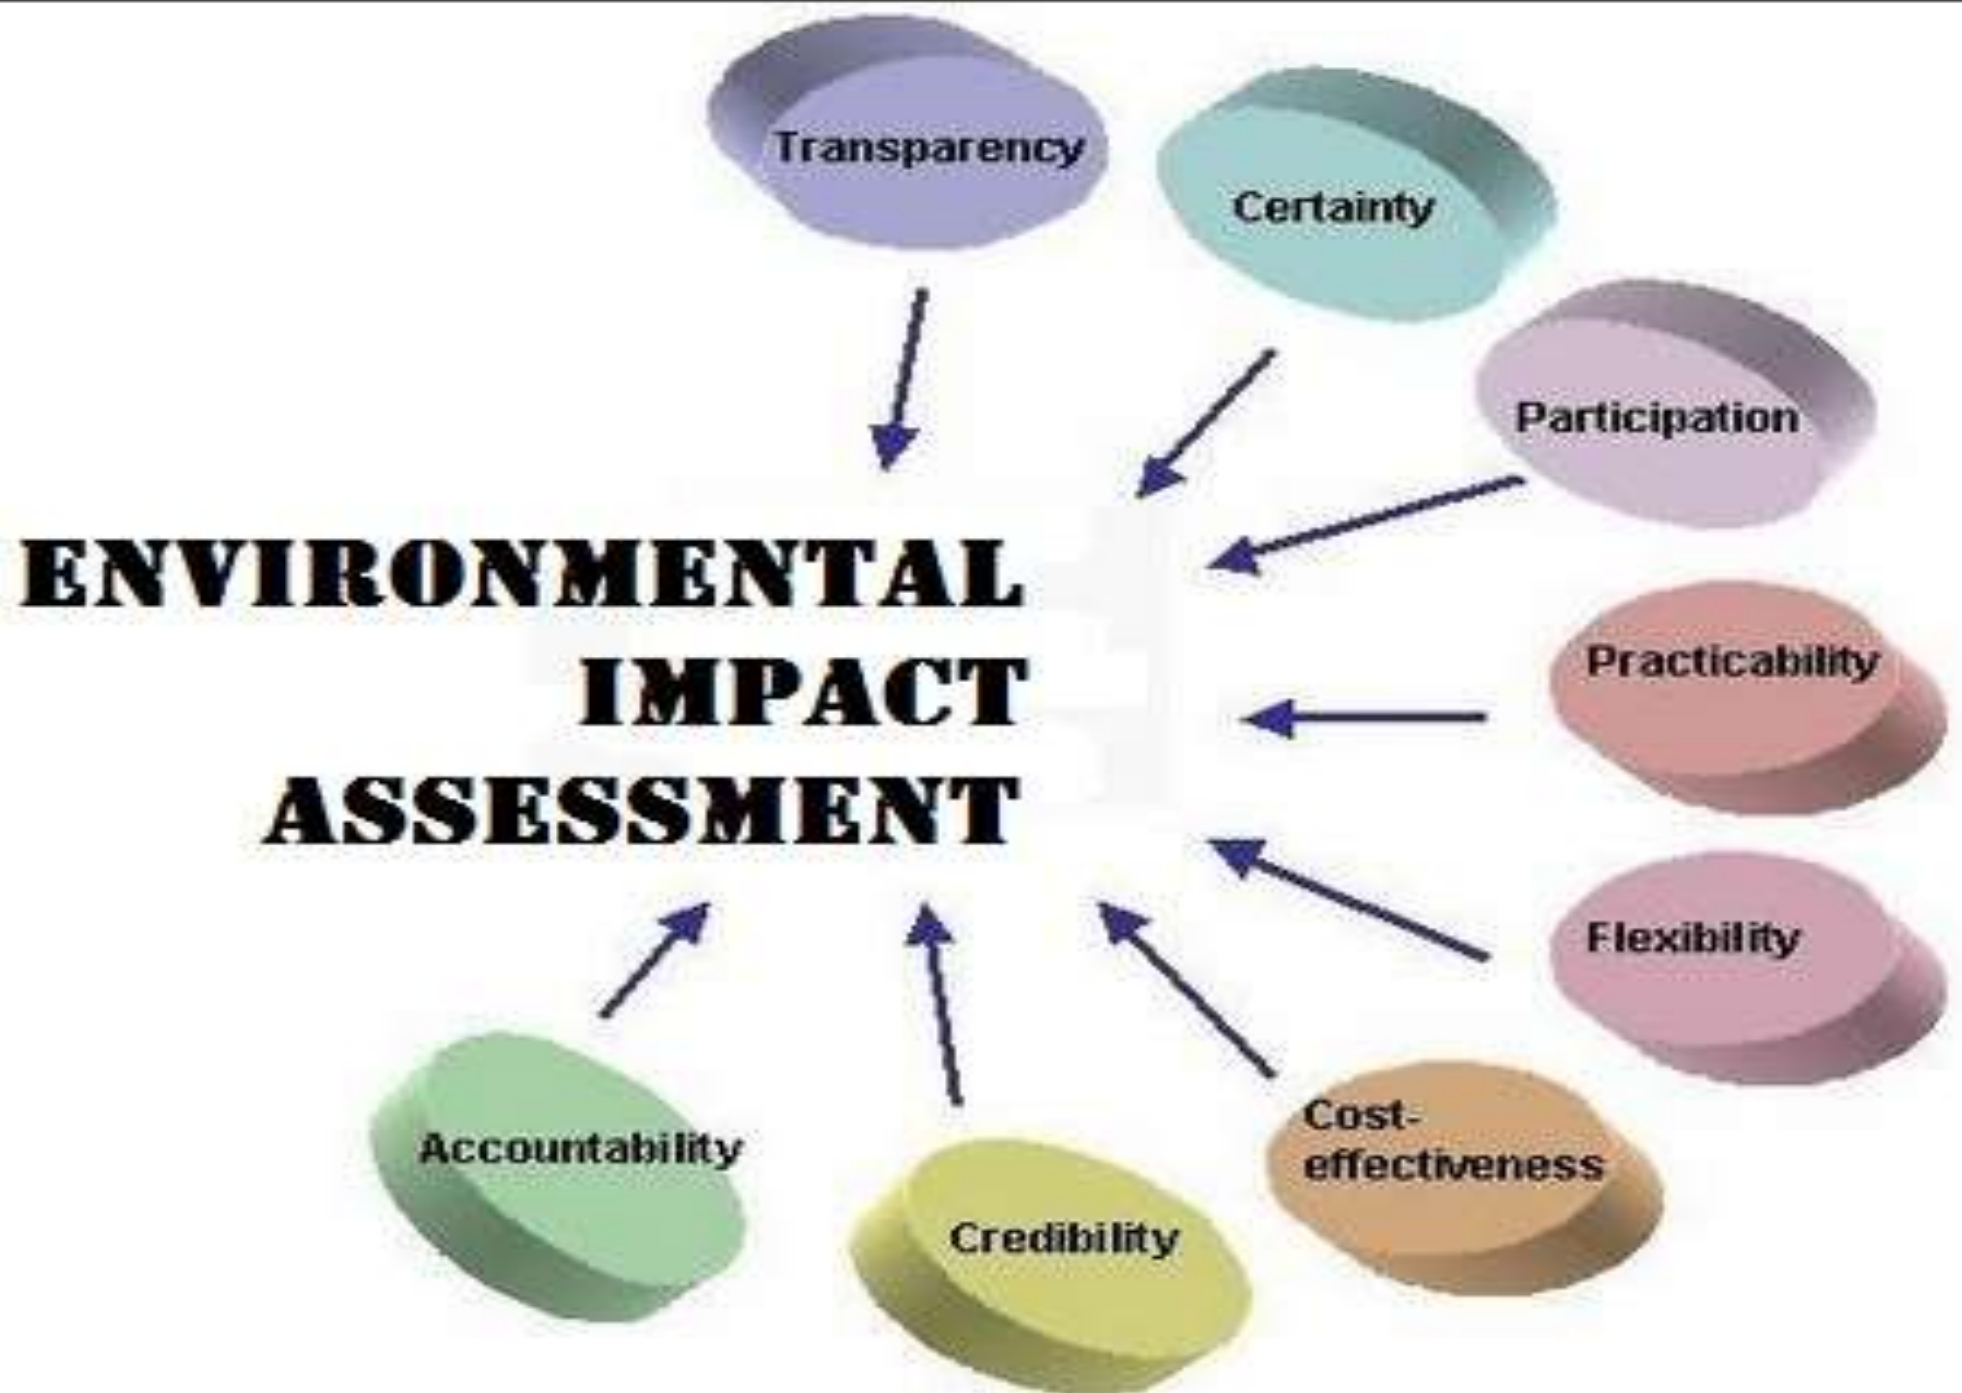 Transparency
Certainty
Participation
ENVIRONMENTAL
IMPACT
ASSESSMENT
Practicability
Flexibility
Cost-
effectiveness
Accountability
Credibility